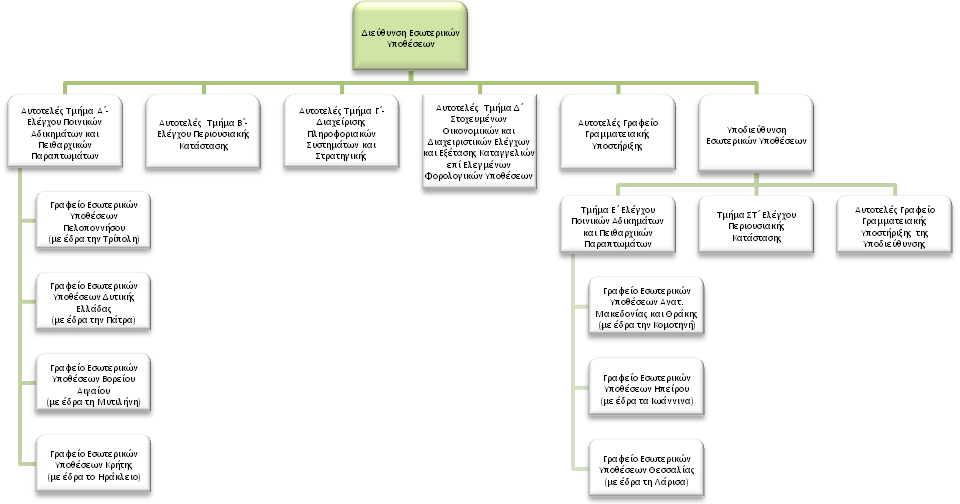 Διεύθυνση Εσωτερικών
Υποθέσεων
Αυτοτελές Τμήμα Α΄-
Ελέγχου Ποινικών
Αδικημάτων και
Πειθαρχικών
Παραπτωμάτων
Αυτοτελές Τμήμα Β΄-
Ελέγχου Περιουσιακής
Κατάστασης
Αυτοτελές Τμήμα Γ΄-
Διαχείρισης
Πληροφοριακών
Συστημάτων και
Στρατηγικής
Αυτοτελές Τμήμα Δ΄
Στοχευμένων
Οικονομικών και
Διαχειριστικών Ελέγχων
και Εξέτασης Καταγγελιών
επί Ελεγμένων
Φορολογικών Υποθέσεων
Αυτοτελές Γραφείο
Γραμματειακής
Υποστήριξης
Υποδιεύθυνση
Εσωτερικών Υποθέσεων
Γραφείο Εσωτερικών
Υποθέσεων
Πελοποννήσου
(με έδρα την Τρίπολη)
Γραφείο Εσωτερικών
Υποθέσεων Δυτικής
Ελλάδας
(με έδρα την Πάτρα)
Γραφείο Εσωτερικών
Υποθέσεων Βορείου
Αιγαίου
(με έδρα τη Μυτιλήνη)
Γραφείο Εσωτερικών
Υποθέσεων Κρήτης
(με έδρα το Ηράκλειο)
Τμήμα Ε΄ Ελέγχου
Ποινικών Αδικημάτων
και Πειθαρχικών
Παραπτωμάτων
Τμήμα ΣΤ΄ Ελέγχου
Περιουσιακής
Κατάστασης
Αυτοτελές Γραφείο
Γραμματειακής
Υποστήριξης της
Υποδιεύθυνσης
Γραφείο Εσωτερικών
Υποθέσεων Ανατ.
Μακεδονίας και Θράκης
(με έδρα την Κομοτηνή)
Γραφείο Εσωτερικών
Υποθέσεων Ηπείρου
(με έδρα τα Ιωάννινα)
Γραφείο Εσωτερικών
Υποθέσεων Θεσσαλίας
(με έδρα τη Λάρισα)